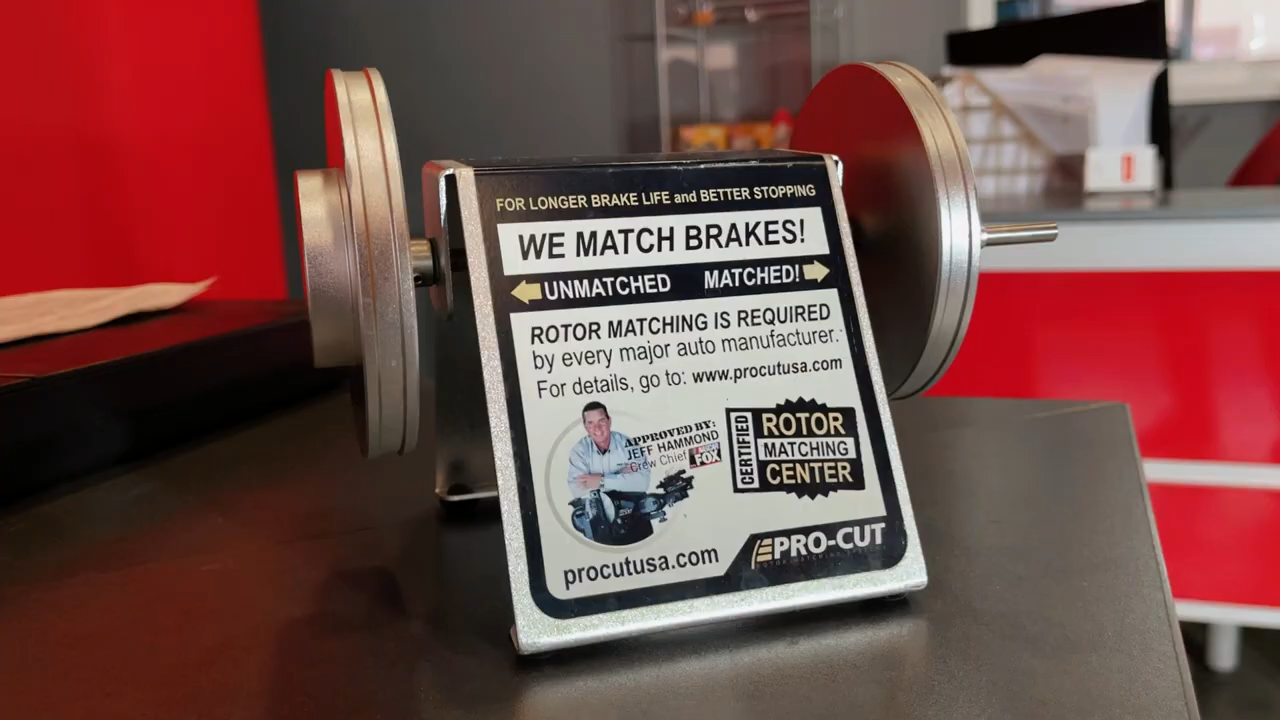 FOR LONGER BRAKE LIFE and BETTER STOPPING
WE MATCH BRAKES!
UNMATCHED MATCHED!
ROTOR MATCHING IS REQUIRED
by every major auto manufacturer.
For details, go to: www.procutusa.com
APPROVED BY:
JEFF HAMMOND
Crew Chief
FOX
CERTIFIED
ROTOR
MATCHING
CENTER
procutusa.com
PRO-CUT